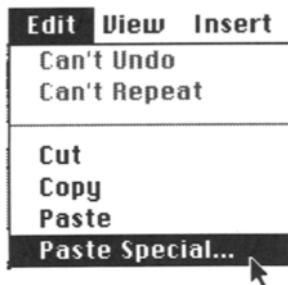 Edit View Insert
Can't Undo
Can't Repeat
Cut
Copy
Paste
Paste Special...